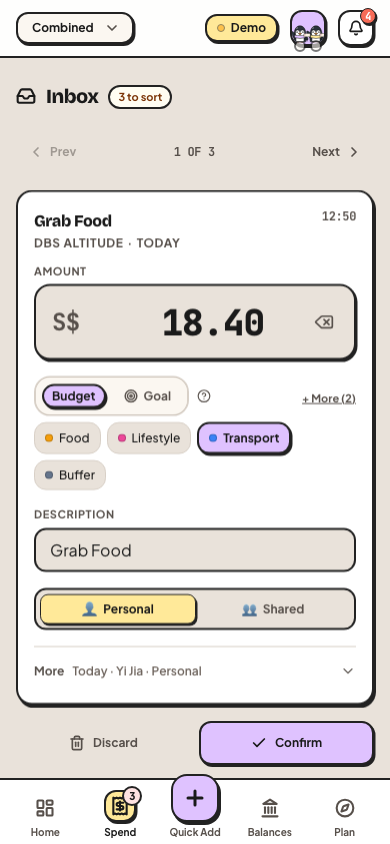 Combined
Demo
4
Inbox 3 to sort
Prev 1 OF 3 Next
Grab Food 12:50
DBS ALTITUDE · TODAY
AMOUNT
S$ 18.40
Budget Goal + More (2)
Food Lifestyle Transport
Buffer
DESCRIPTION
Grab Food
Personal Shared
More Today · Yi Jia · Personal
Discard Confirm
3
Home Spend Quick Add Balances Plan